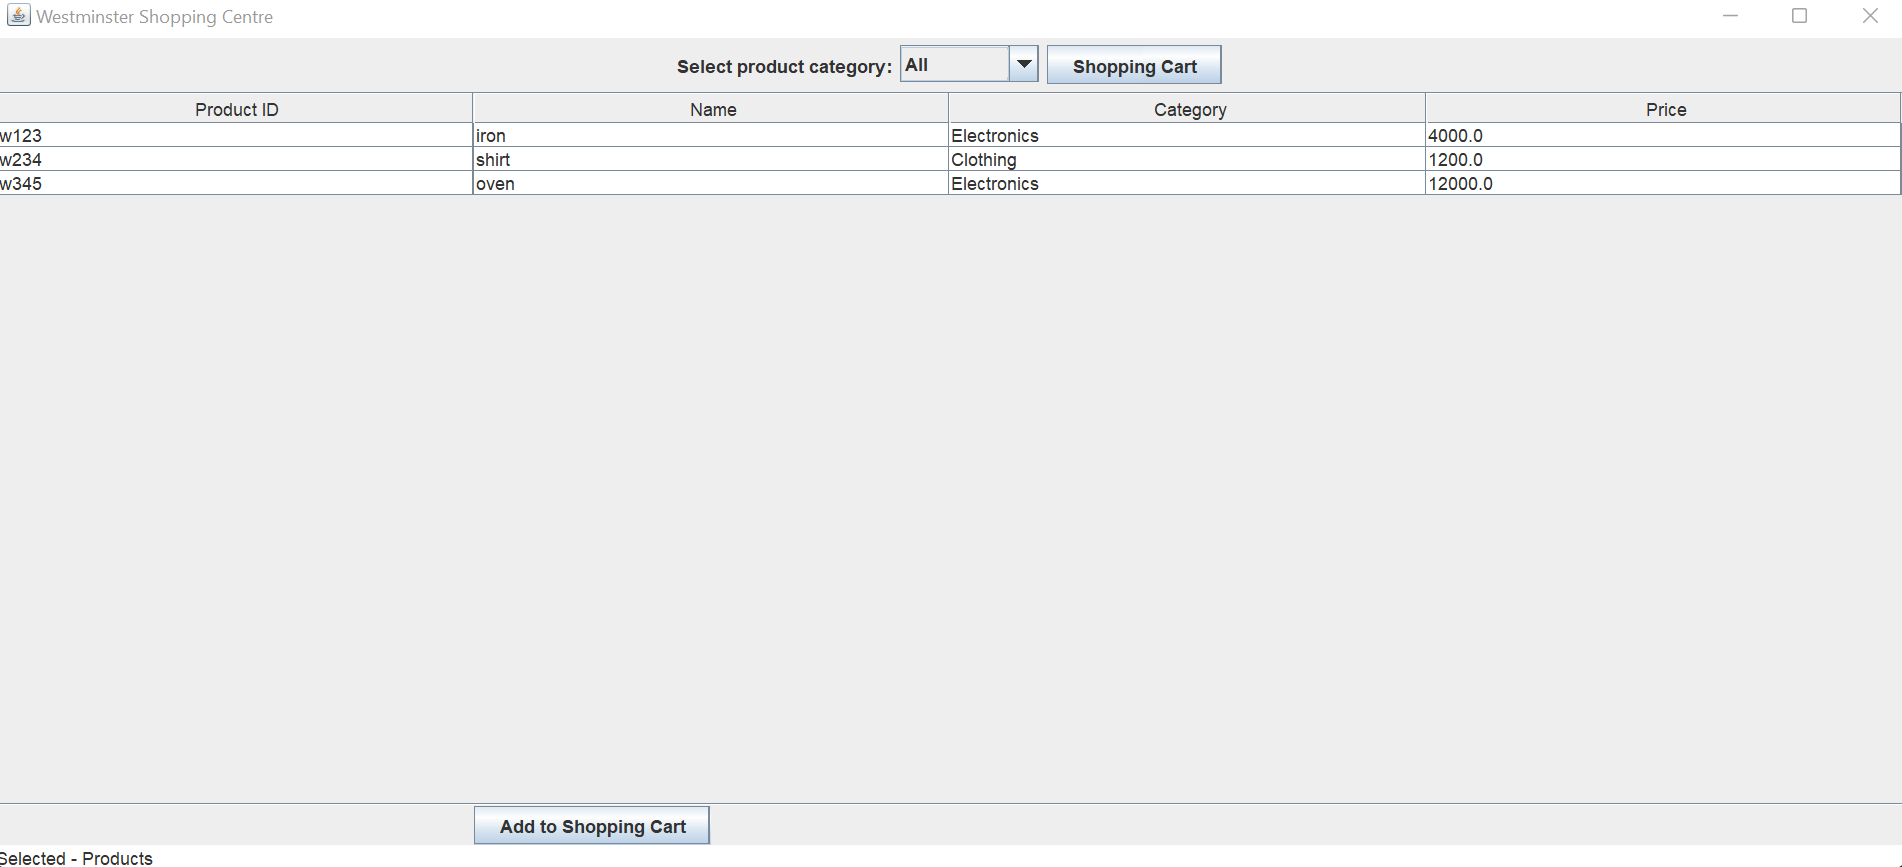 Westminster Shopping Centre
Select product category: All Shopping Cart
Product ID Name Category Price
w123 iron Electronics 4000.0
w234 shirt Clothing 1200.0
w345 oven Electronics 12000.0
Add to Shopping Cart
Selected - Products